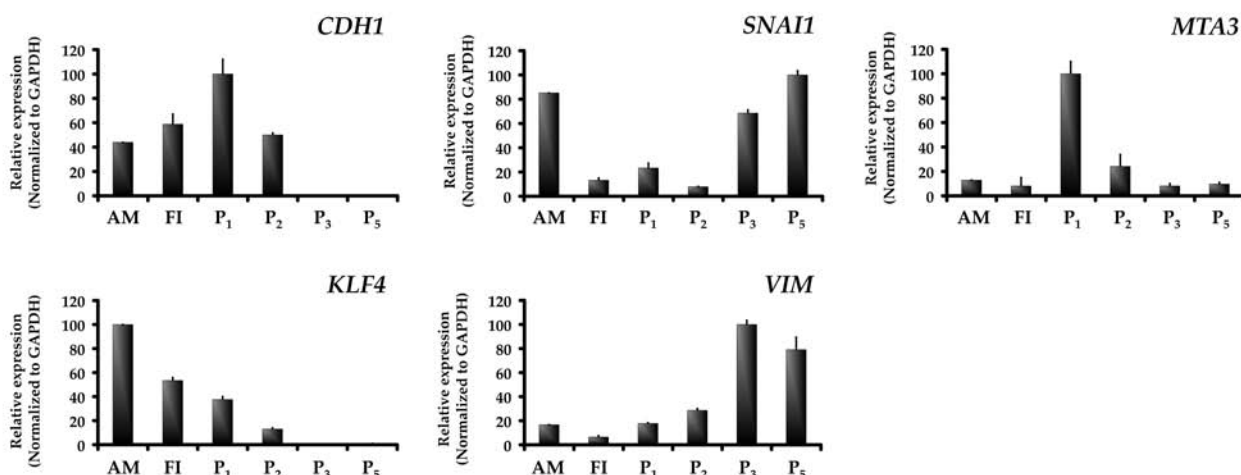 CDH1
Relative expression
(Normalized to GAPDH)
120
100
80
60
40
20
0
AM FI P₁ P₂ P₃ P₅
SNAI1
Relative expression
(Normalized to GAPDH)
120
100
80
60
40
20
0
AM FI P₁ P₂ P₃ P₅
MTA3
Relative expression
(Normalized to GAPDH)
120
100
80
60
40
20
0
AM FI P₁ P₂ P₃ P₅
KLF4
Relative expression
(Normalized to GAPDH)
120
100
80
60
40
20
0
AM FI P₁ P₂ P₃ P₅
VIM
Relative expression
(Normalized to GAPDH)
120
100
80
60
40
20
0
AM FI P₁ P₂ P₃ P₅